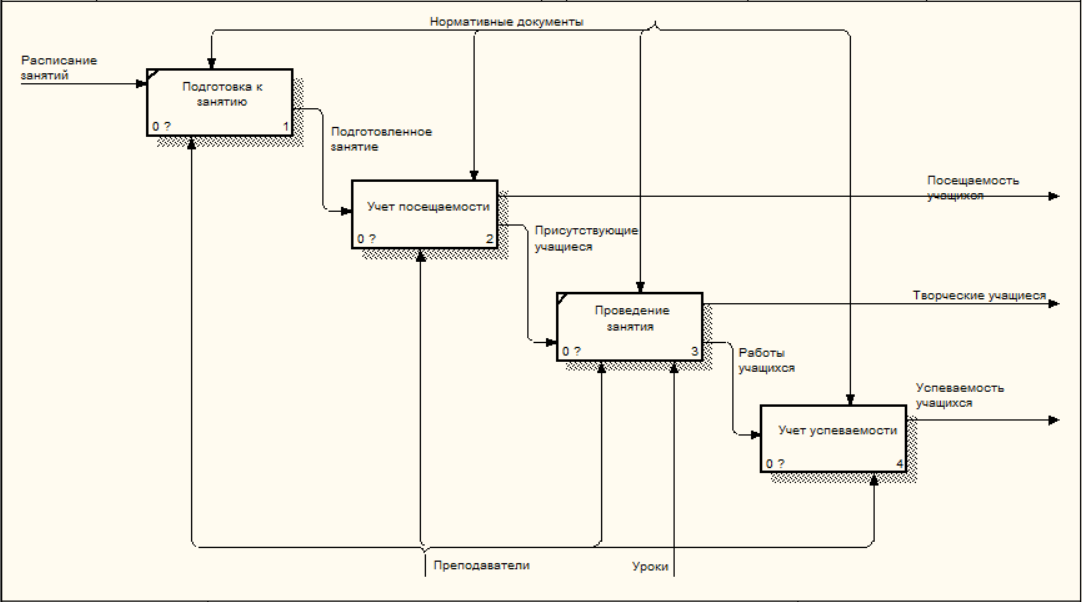 Нормативные документы
Расписание
занятий
Подготовка к
занятию
0 ?
1
Подготовленное
занятие
Учет посещаемости
0 ?
2
Посещаемость
учащихся
Присутствующие
учащиеся
Проведение
занятия
0 ?
3
Творческие учащиеся
Работы
учащихся
Успеваемость
учащихся
Учет успеваемости
0 ?
4
Преподаватели
Уроки